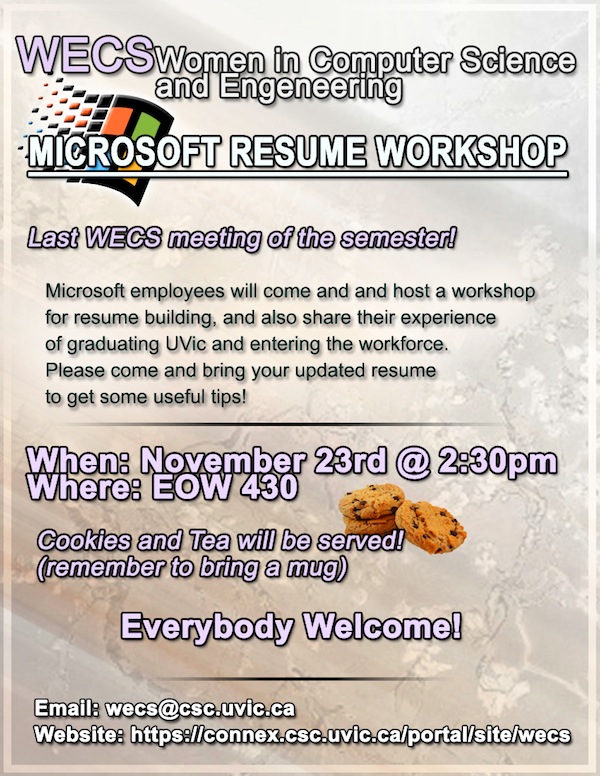 WECS Women in Computer Science
and Engeneering
MICROSOFT RESUME WORKSHOP
Last WECS meeting of the semester!
Microsoft employees will come and and host a workshop
for resume building, and also share their experience
of graduating UVic and entering the workforce.
Please come and bring your updated resume
to get some useful tips!
When: November 23rd @ 2:30pm
Where: EOW 430
Cookies and Tea will be served!
(remember to bring a mug)
Everybody Welcome!
Email: wecs@csc.uvic.ca
Website: https://connex.csc.uvic.ca/portal/site/wecs